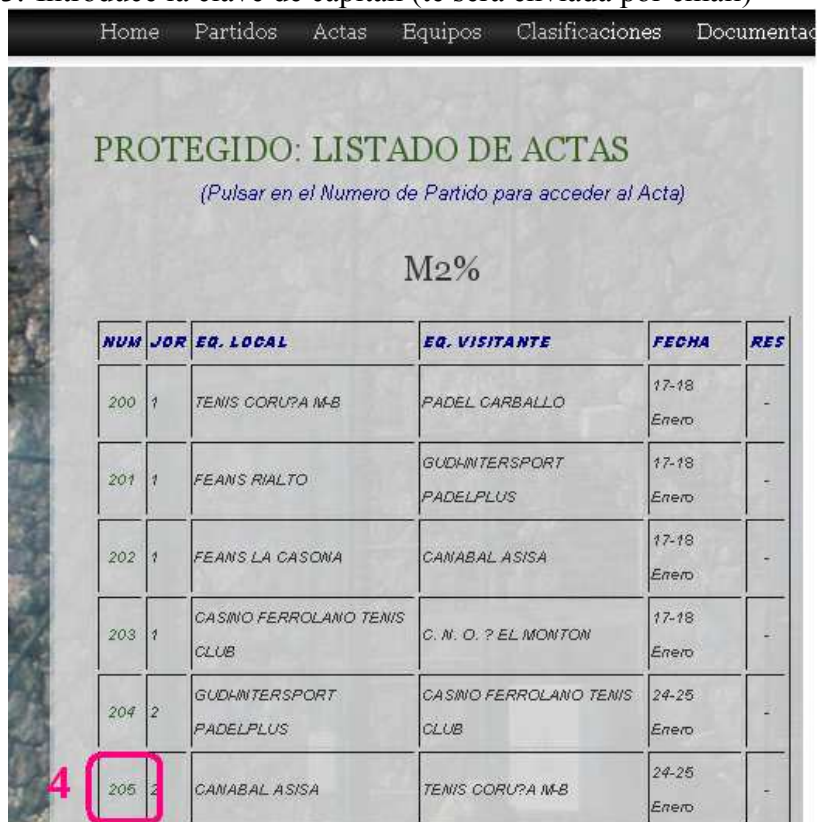 3. Introduce la clave de capitán (te será enviada por email)
Home Partidos Actas Equipos Clasificaciones Documentac
PROTEGIDO: LISTADO DE ACTAS
(Pulsar en el Numero de Partido para acceder al Acta)
M2%
NUM JOR EQ. LOCAL EQ. VISITANTE FECHA RES
200 1 TENIS CORU?A M-B PADEL CARBALLO 17-18 Enero -
201 1 FEANS RIALTO GUDI-INTERSPORT PADELPLUS 17-18 Enero -
202 1 FEANS LA CASONA CANABAL ASISA 17-18 Enero -
203 1 CASINO FERROLANO TENIS CLUB C. N. O. ? EL MONTON 17-18 Enero -
204 2 GUDI-INTERSPORT PADELPLUS CASINO FERROLANO TENIS CLUB 24-25 Enero -
4 205 2 CANABAL ASISA TENIS CORU?A M-B 24-25 Enero -